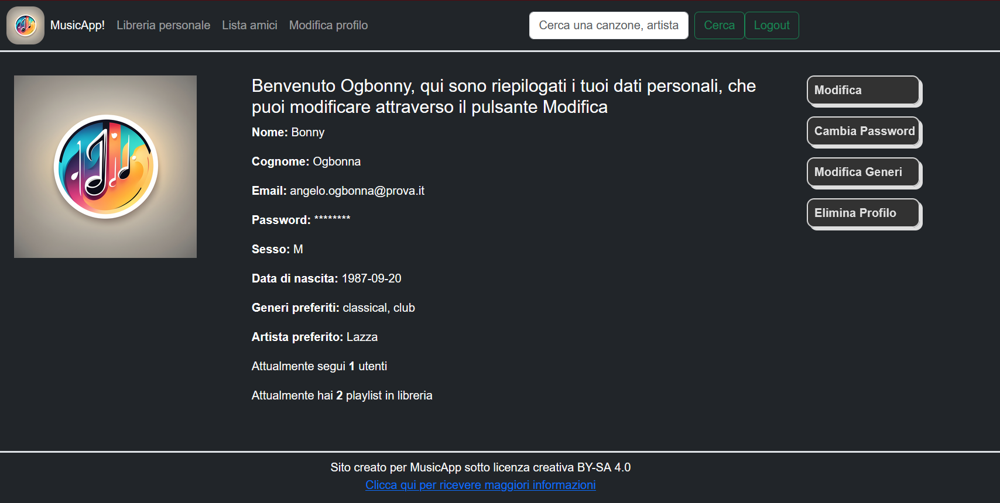 MusicApp! Libreria personale Lista amici Modifica profilo Cerca una canzone, artista Cerca Logout
Benvenuto Ogbonny, qui sono riepilogati i tuoi dati personali, che
puoi modificare attraverso il pulsante Modifica
Nome: Bonny
Cognome: Ogbonna
Email: angelo.ogbonna@prova.it
Password: ********
Sesso: M
Data di nascita: 1987-09-20
Generi preferiti: classical, club
Artista preferito: Lazza
Attualmente segui 1 utenti
Attualmente hai 2 playlist in libreria
Modifica
Cambia Password
Modifica Generi
Elimina Profilo
Sito creato per MusicApp sotto licenza creativa BY-SA 4.0
Clicca qui per ricevere maggiori informazioni